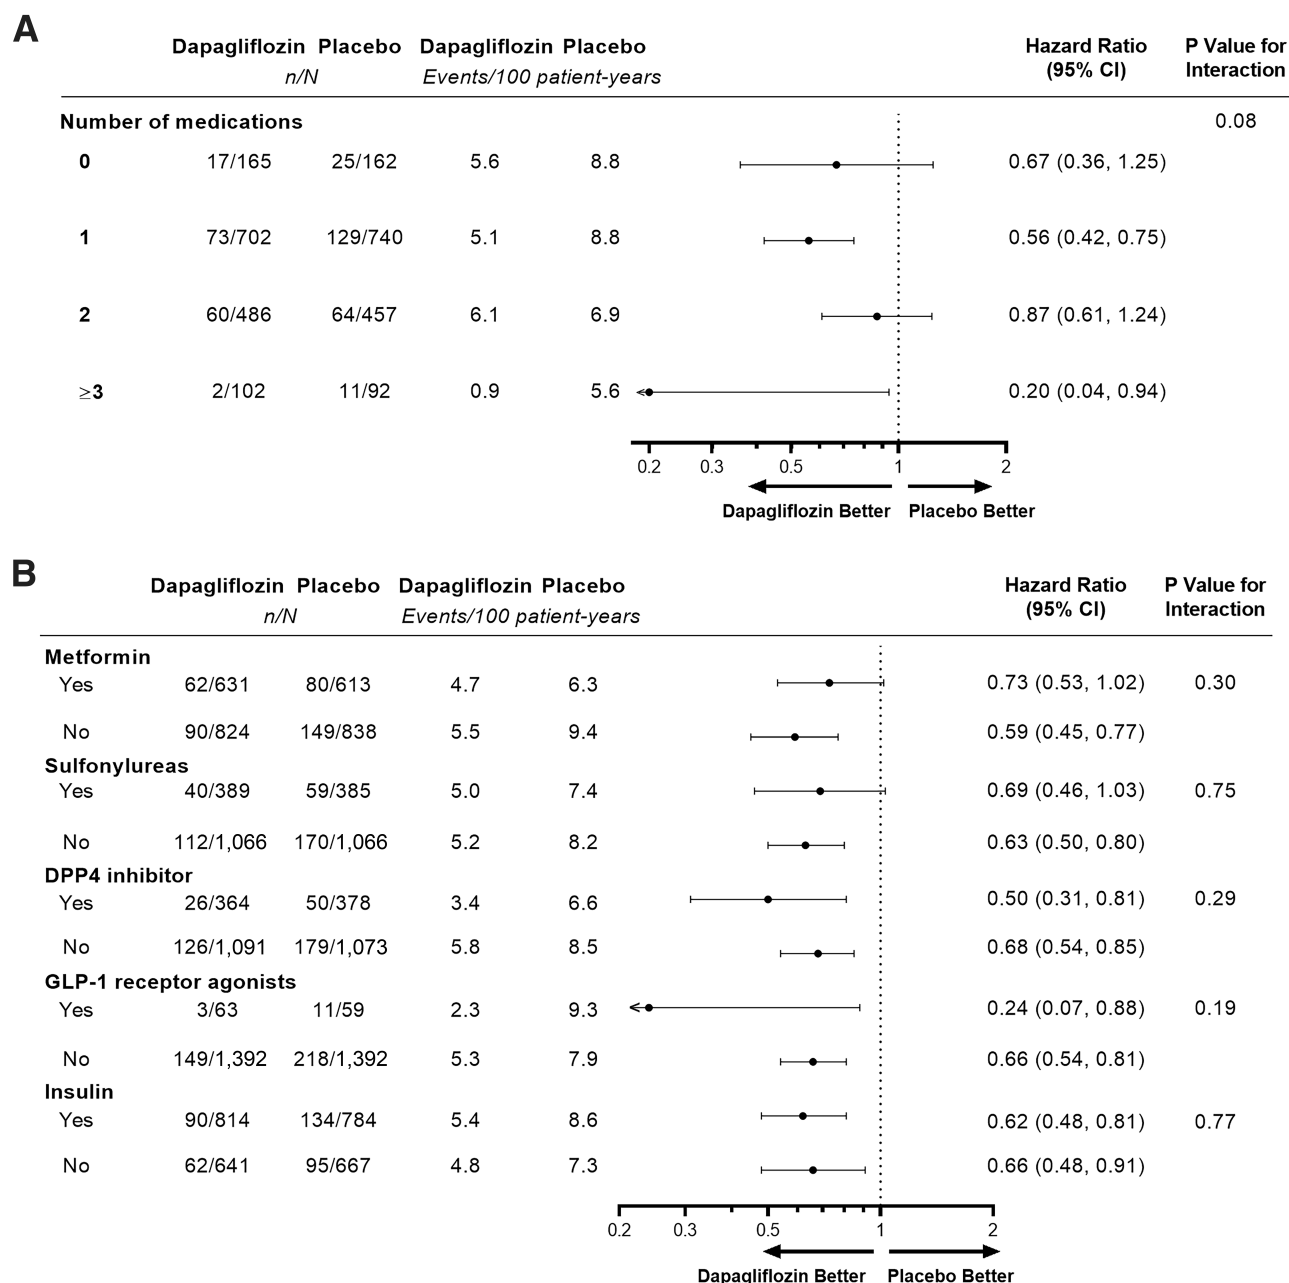 A
Dapagliflozin Placebo Dapagliflozin Placebo Hazard Ratio P Value for
n/N Events/100 patient-years (95% CI) Interaction
Number of medications 0.08
0 17/165 25/162 5.6 8.8 0.67 (0.36, 1.25)
1 73/702 129/740 5.1 8.8 0.56 (0.42, 0.75)
2 60/486 64/457 6.1 6.9 0.87 (0.61, 1.24)
≥3 2/102 11/92 0.9 5.6 0.20 (0.04, 0.94)
0.2 0.3 0.5 1 2
Dapagliflozin Better Placebo Better
B
Dapagliflozin Placebo Dapagliflozin Placebo Hazard Ratio P Value for
n/N Events/100 patient-years (95% CI) Interaction
Metformin
Yes 62/631 80/613 4.7 6.3 0.73 (0.53, 1.02) 0.30
No 90/824 149/838 5.5 9.4 0.59 (0.45, 0.77)
Sulfonylureas
Yes 40/389 59/385 5.0 7.4 0.69 (0.46, 1.03) 0.75
No 112/1,066 170/1,066 5.2 8.2 0.63 (0.50, 0.80)
DPP4 inhibitor
Yes 26/364 50/378 3.4 6.6 0.50 (0.31, 0.81) 0.29
No 126/1,091 179/1,073 5.8 8.5 0.68 (0.54, 0.85)
GLP-1 receptor agonists
Yes 3/63 11/59 2.3 9.3 0.24 (0.07, 0.88) 0.19
No 149/1,392 218/1,392 5.3 7.9 0.66 (0.54, 0.81)
Insulin
Yes 90/814 134/784 5.4 8.6 0.62 (0.48, 0.81) 0.77
No 62/641 95/667 4.8 7.3 0.66 (0.48, 0.91)
0.2 0.3 0.5 1 2
Dapagliflozin Better Placebo Better